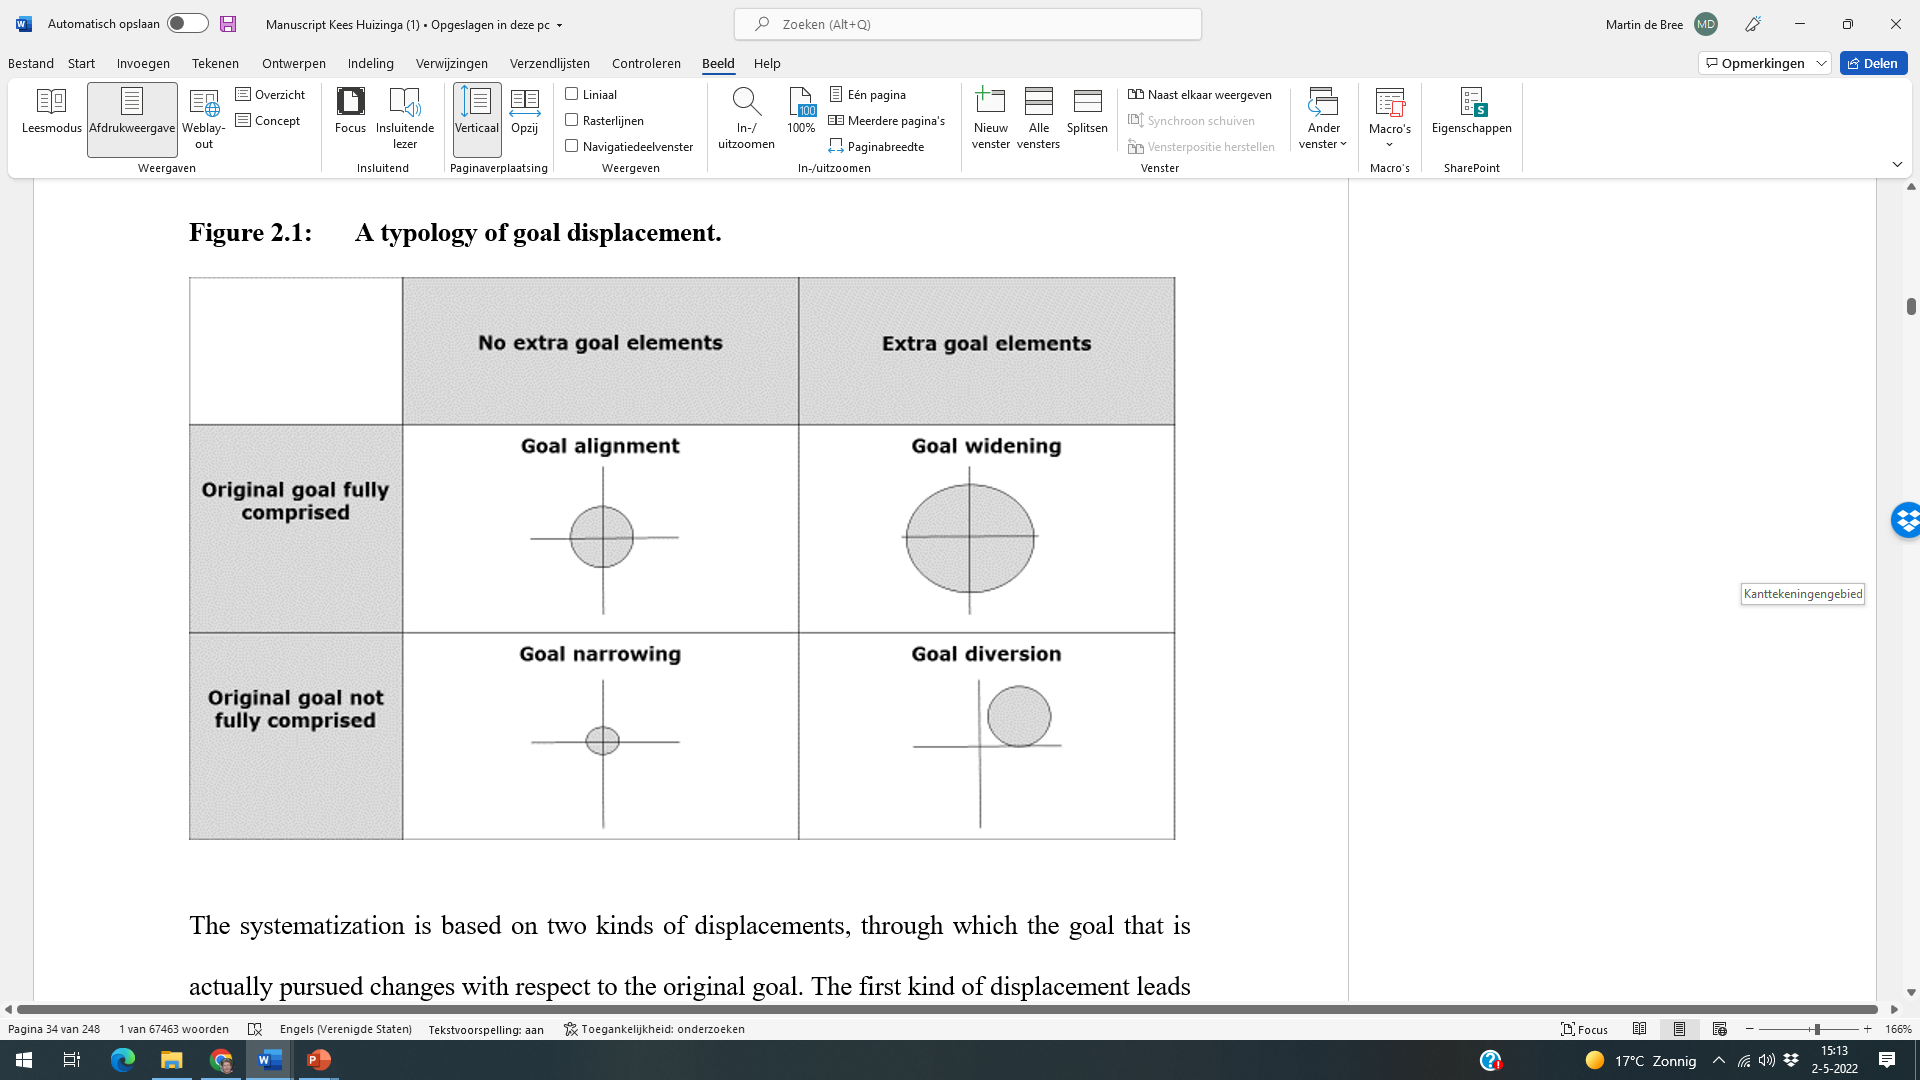 Automatisch opslaan
Manuscript Kees Huizinga (1) • Opgeslagen in deze pc
Zoeken (Alt+Q)
Martin de Bree
MD
Bestand
Start
Invoegen
Tekenen
Ontwerpen
Indeling
Verwijzingen
Verzendlijsten
Controleren
Beeld
Help
Opmerkingen
Delen
Leesmodus
Afdrukweergave
Weblay-
out
Overzicht
Concept
Weergaven
Focus
Insluitende
lezer
Insluitend
Verticaal
Opzij
Paginaverplaatsing
Liniaal
Rasterlijnen
Navigatiedeelvenster
Weergeven
In-/
uitzoomen
100
100%
Eén pagina
Meerdere pagina's
Paginabreedte
In-/uitzoomen
Nieuw
venster
Alle
vensters
Splitsen
Naast elkaar weergeven
Synchroon schuiven
Vensterpositie herstellen
Ander
venster
Venster
Macro's
Macro's
Eigenschappen
SharePoint
Figure 2.1: A typology of goal displacement.
No extra goal elements
Extra goal elements
Original goal fully
comprised
Goal alignment
Goal widening
Original goal not
fully comprised
Goal narrowing
Goal diversion
Kanttekeningengebied
The systematization is based on two kinds of displacements, through which the goal that is
actually pursued changes with respect to the original goal. The first kind of displacement leads
Pagina 34 van 248
1 van 67463 woorden
Engels (Verenigde Staten)
Tekstvoorspelling: aan
Toegankelijkheid: onderzoeken
Focus
166%
17°C Zonnig
15:13
2-5-2022